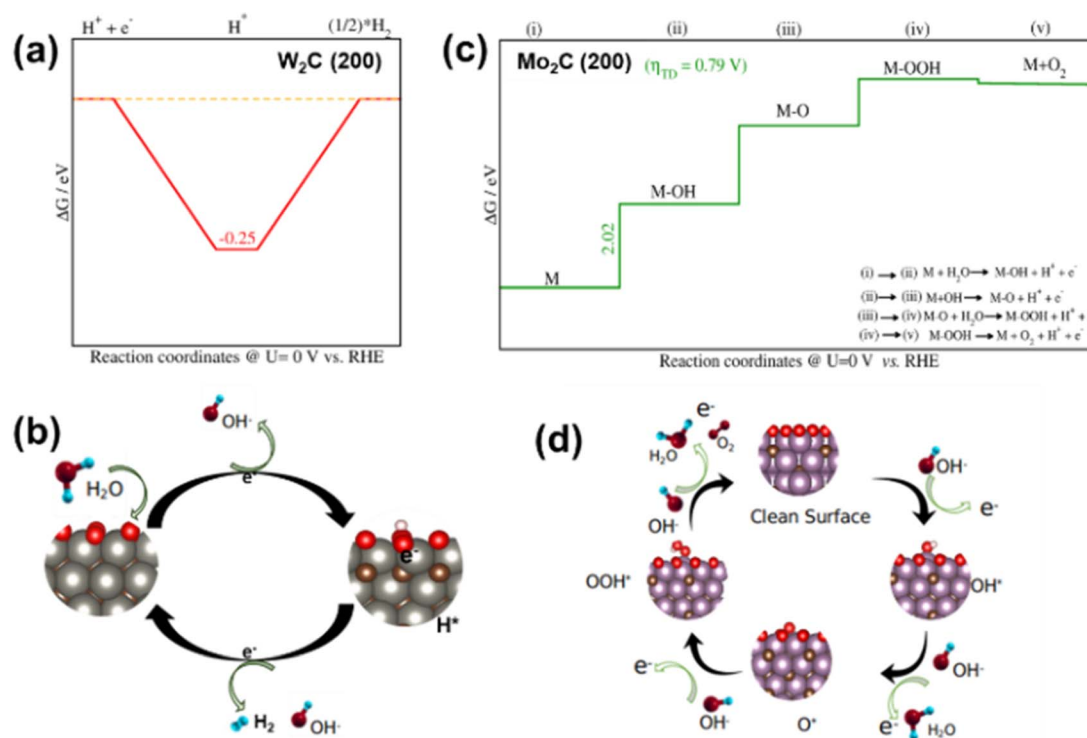 (a)
H⁺ + e⁻ H* (1/2)*H₂
W₂C (200)
ΔG / eV
-0.25
Reaction coordinates @ U= 0 V vs. RHE
(c)
(i) (ii) (iii) (iv) (v)
Mo₂C (200) (η_TD = 0.79 V)
M-OOH M+O₂
M-O
M-OH
2.02
M
ΔG / eV
(i) → (ii) M + H₂O → M-OH + H⁺ + e⁻
(ii) → (iii) M+OH → M-O + H⁺ + e⁻
(iii) → (iv) M-O + H₂O → M-OOH + H⁺ +
(iv) → (v) M-OOH → M + O₂ + H⁺ + e⁻
Reaction coordinates @ U=0 V vs. RHE
(b)
OH⁻
H₂O
e⁻
e⁻
H*
e⁻
H₂ OH⁻
(d)
e⁻
H₂O O₂
OH⁻
Clean Surface
OH⁻
e⁻
OOH*
OH*
e⁻
OH⁻
OH⁻
O*
e⁻
H₂O